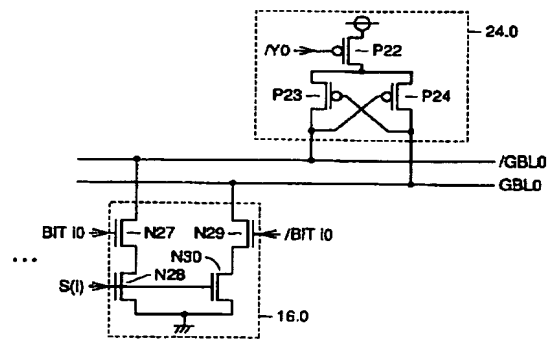 /Y0
P22
24.0
P23
P24
/GBL0
GBL0
BIT i0
N27
N29
/BIT i0
N30
N28
S(i)
16.0
...